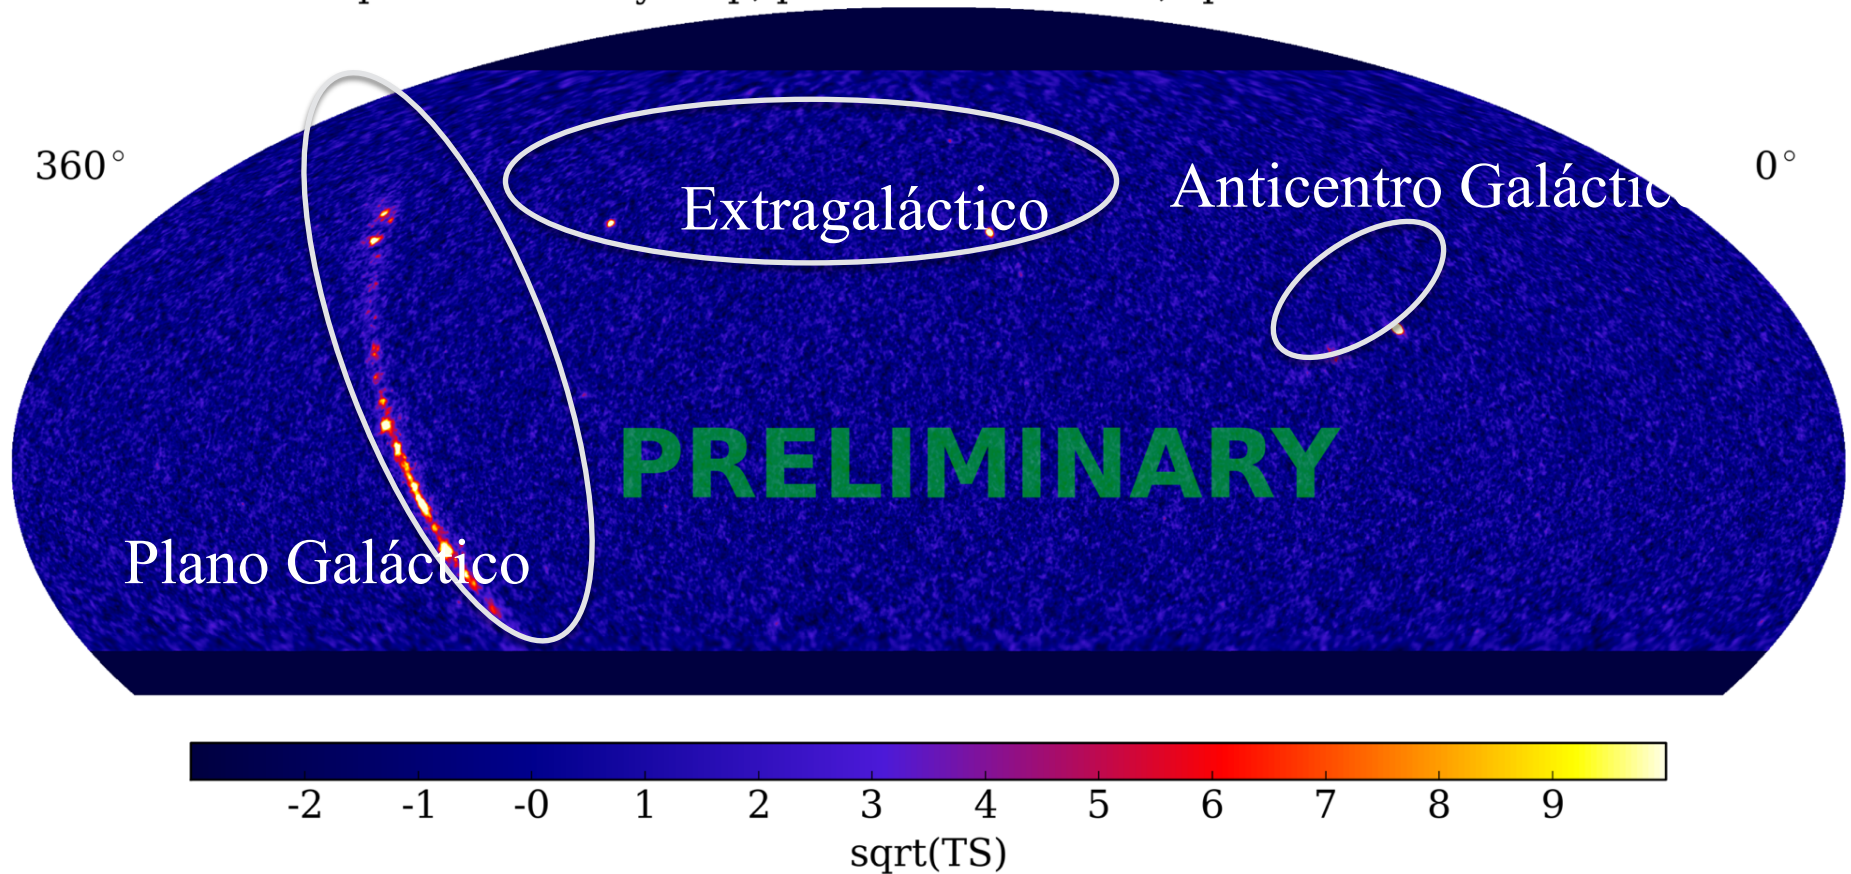 360°
0°
Extragaláctico
Anticentro Galáctic
PRELIMINARY
Plano Galáctico
-2 -1 -0 1 2 3 4 5 6 7 8 9
sqrt(TS)